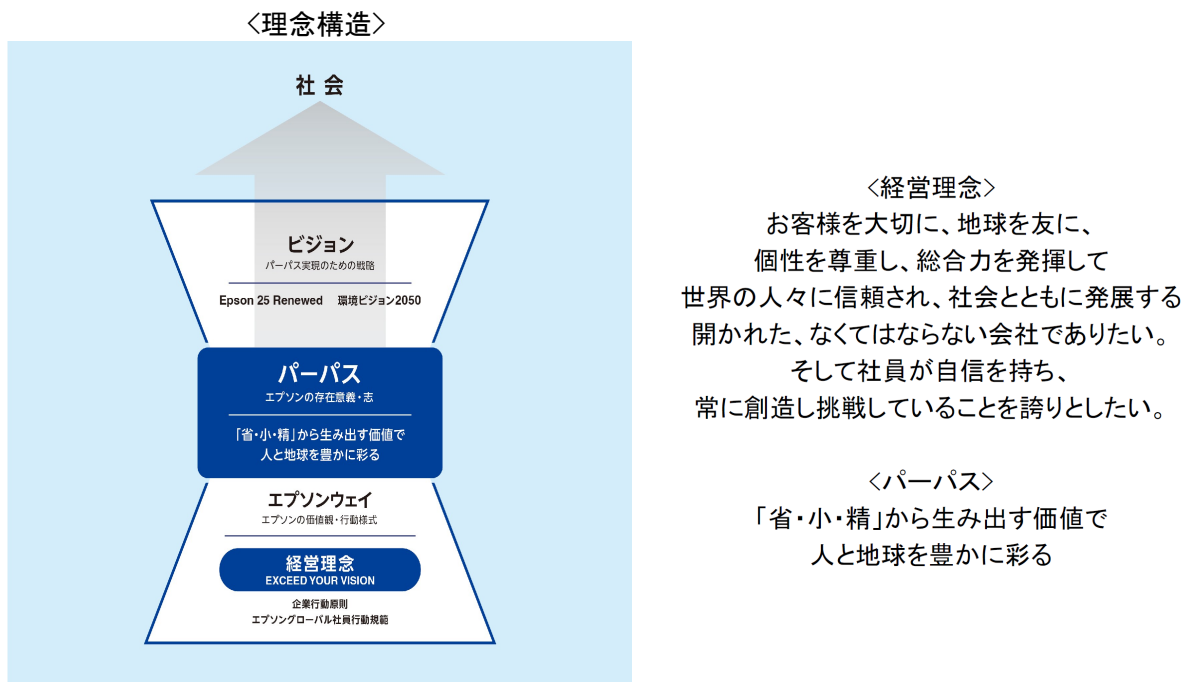 <理念構造>
社会
ビジョン
パーパス実現のための戦略
Epson 25 Renewed 環境ビジョン2050
パーパス
エプソンの存在意義・志
「省・小・精」から生み出す価値で
人と地球を豊かに彩る
エプソンウェイ
エプソンの価値観・行動様式
経営理念
EXCEED YOUR VISION
企業行動原則
エプソングローバル社員行動規範
<経営理念>
お客様を大切に、地球を友に、
個性を尊重し、総合力を発揮して
世界の人々に信頼され、社会とともに発展する
開かれた、なくてはならない会社でありたい。
そして社員が自信を持ち、
常に創造し挑戦していることを誇りとしたい。
<パーパス>
「省・小・精」から生み出す価値で
人と地球を豊かに彩る